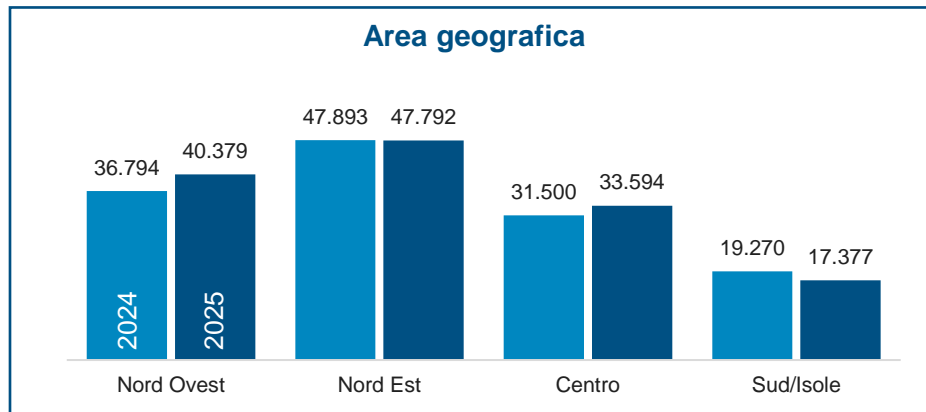 Area geografica
47.893 47.792
36.794 40.379
31.500 33.594
19.270 17.377
2024 2025
Nord Ovest Nord Est Centro Sud/Isole